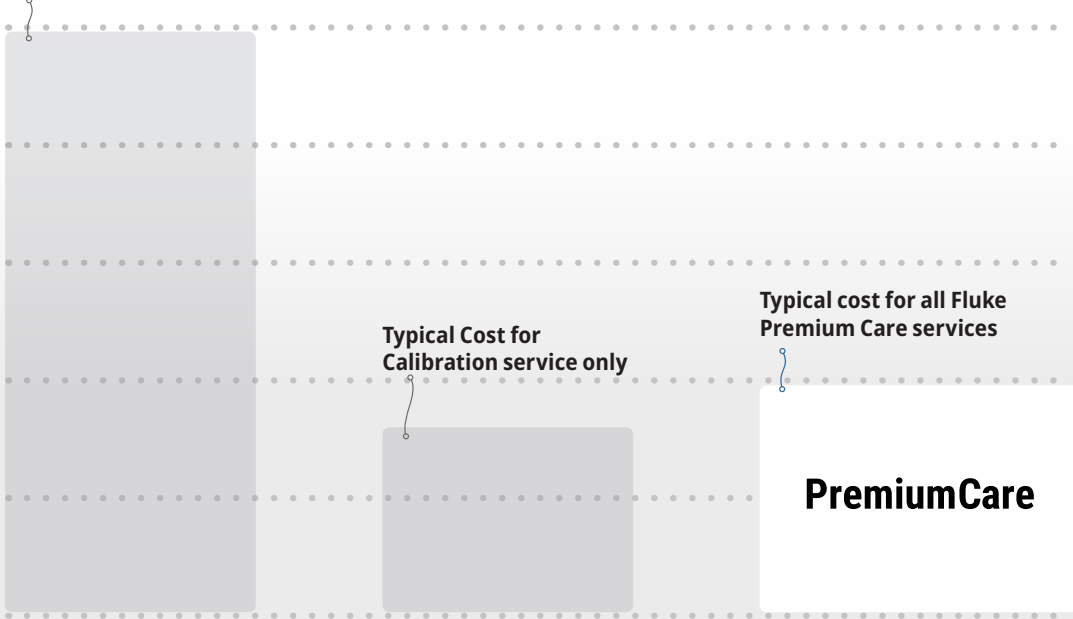 Typical Cost for
Calibration service only
Typical cost for all Fluke
Premium Care services
PremiumCare